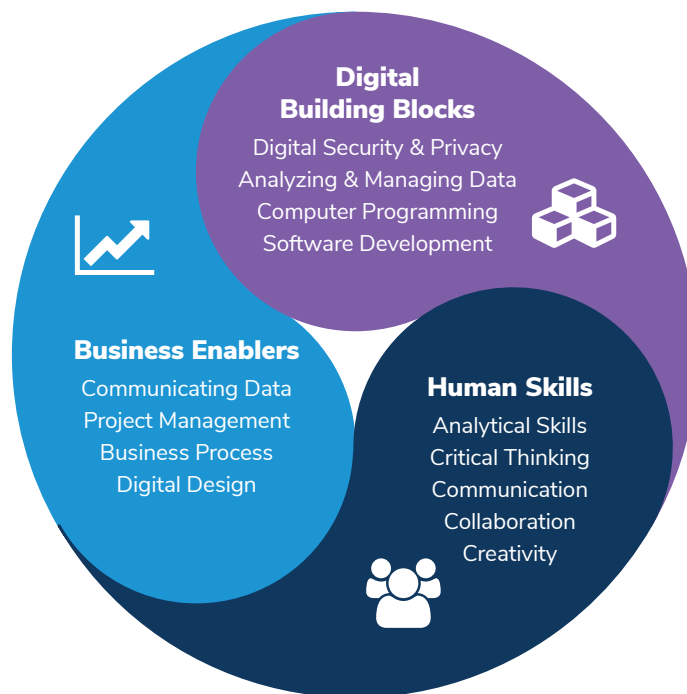 Digital
Building Blocks
Digital Security & Privacy
Analyzing & Managing Data
Computer Programming
Software Development
Business Enablers
Communicating Data
Project Management
Business Process
Digital Design
Human Skills
Analytical Skills
Critical Thinking
Communication
Collaboration
Creativity